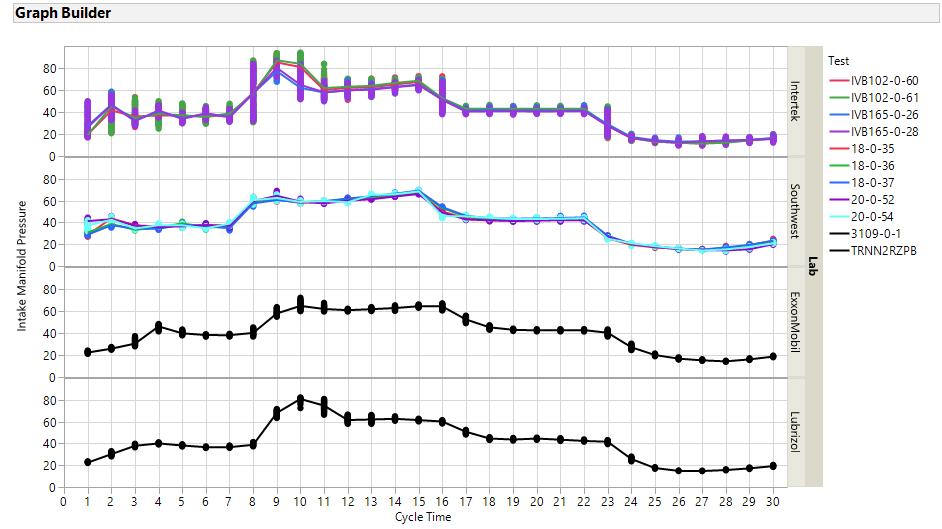 Graph Builder
Intake Manifold Pressure
80
60
40
20
0
Intertek
80
60
40
20
0
Southwest
80
60
40
20
0
ExxonMobil
80
60
40
20
0
Lubrizol
Lab
0 1 2 3 4 5 6 7 8 9 10 11 12 13 14 15 16 17 18 19 20 21 22 23 24 25 26 27 28 29 30
Cycle Time
Test
IVB102-0-60
IVB102-0-61
IVB165-0-26
IVB165-0-28
18-0-35
18-0-36
18-0-37
20-0-52
20-0-54
3109-0-1
TRNN2RZPB